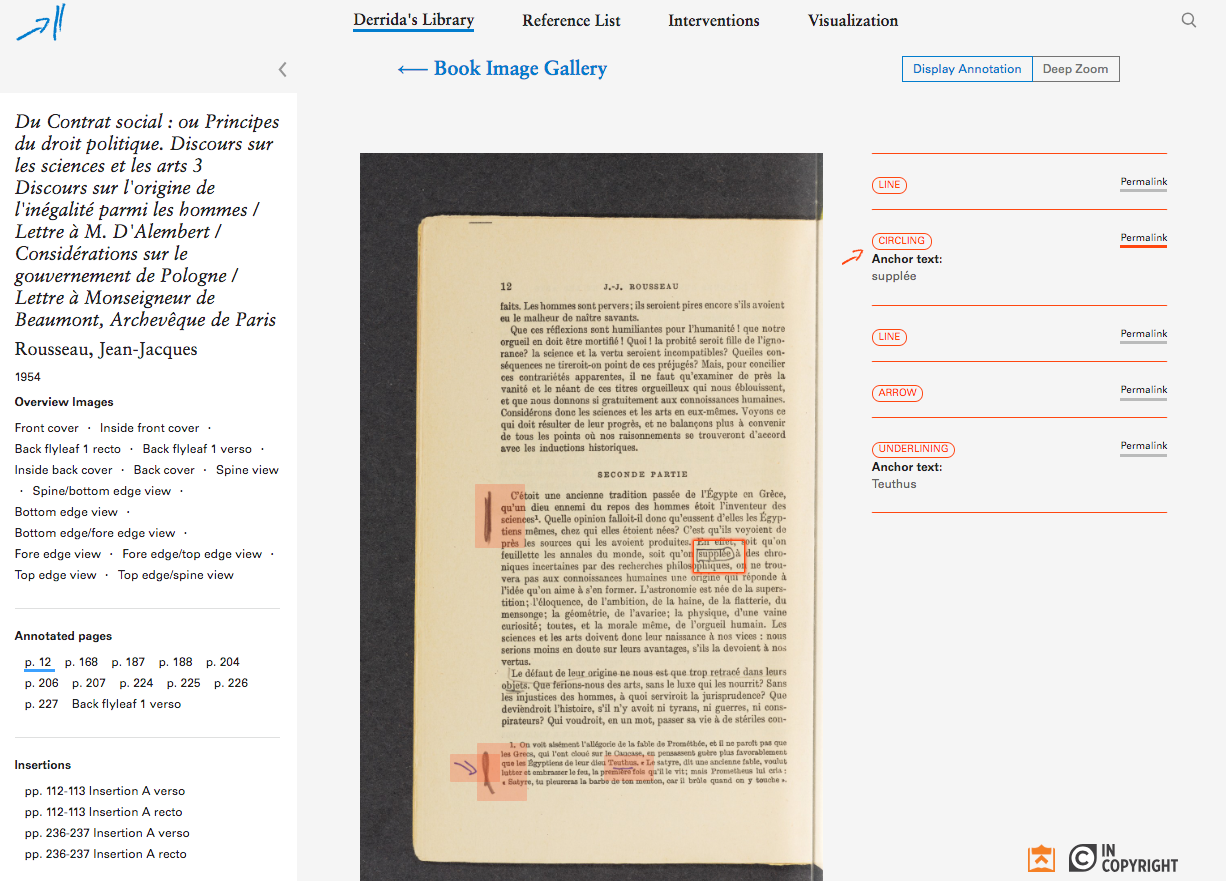 Derrida's Library
Reference List
Interventions
Visualization
⟵ Book Image Gallery
Display Annotation
Deep Zoom
Du Contrat social : ou Principes
du droit politique. Discours sur
les sciences et les arts 3
Discours sur l'origine de
l'inégalité parmi les hommes /
Lettre à M. D'Alembert /
Considérations sur le
gouvernement de Pologne /
Lettre à Monseigneur de
Beaumont, Archevêque de Paris
Rousseau, Jean-Jacques
1954
Overview Images
Front cover · Inside front cover ·
Back flyleaf 1 recto · Back flyleaf 1 verso ·
Inside back cover · Back cover · Spine view
· Spine/bottom edge view ·
Bottom edge view ·
Bottom edge/fore edge view ·
Fore edge view · Fore edge/top edge view ·
Top edge view · Top edge/spine view
Annotated pages
p. 12 p. 168 p. 187 p. 188 p. 204
p. 206 p. 207 p. 224 p. 225 p. 226
p. 227 Back flyleaf 1 verso
Insertions
pp. 112-113 Insertion A verso
pp. 112-113 Insertion A recto
pp. 236-237 Insertion A verso
pp. 236-237 Insertion A recto
12 J.-J. ROUSSEAU
faits. Les hommes sont pervers ; ils seroient pires encore s'ils avoient
eu le malheur de naître savants.
Que ces réflexions sont humiliantes pour l'humanité ! que notre
orgueil en doit être mortifié ! Quoi ! la probité seroit fille de l'igno-
rance? la science et la vertu seroient incompatibles? Quelles con-
séquences ne tireroit-on point de ces préjugés? Mais, pour concilier
ces contrariétés apparentes, il ne faut qu'examiner de près la
vanité et le néant de ces titres orgueilleux qui nous éblouissent,
et que nous donnons si gratuitement aux connoissances humaines.
Considérons donc les sciences et les arts en eux-mêmes. Voyons ce
qui doit résulter de leur progrès, et ne balançons plus à convenir
de tous les points où nos raisonnements se trouveront d'accord
avec les inductions historiques.
SECONDE PARTIE
C'étoit une ancienne tradition passée de l'Égypte en Grèce,
qu'un dieu ennemi du repos des hommes étoit l'inventeur des
sciences¹. Quelle opinion falloit-il donc qu'eussent d'elles les Égyp-
tiens mêmes, chez qui elles étoient nées? C'est qu'ils voyoient de
près les sources qui les avoient produites. En effet, soit qu'on
feuillette les annales du monde, soit qu'on supplée à des chro-
niques incertaines par des recherches philosophiques, on ne trou-
vera pas aux connoissances humaines une origine qui réponde à
l'idée qu'on aime à s'en former. L'astronomie est née de la supers-
tition ; l'éloquence, de l'ambition, de la haine, de la flatterie, du
mensonge ; la géométrie, de l'avarice ; la physique, d'une vaine
curiosité ; toutes, et la morale même, de l'orgueil humain. Les
sciences et les arts doivent donc leur naissance à nos vices : nous
serions moins en doute sur leurs avantages, s'ils la devoient à nos
vertus.
Le défaut de leur origine ne nous est que trop retracé dans leurs
objets. Que ferions-nous des arts, sans le luxe qui les nourrit? Sans
les injustices des hommes, à quoi serviroit la jurisprudence? Que
deviendroit l'histoire, s'il n'y avoit ni tyrans, ni guerres, ni cons-
pirateurs? Qui voudroit, en un mot, passer sa vie à de stériles con-
1. On voit aisément l'allégorie de la fable de Prométhée, et il ne paroît pas que
les Grecs, qui l'ont cloué sur le Caucase, en pensassent guère plus favorablement
que les Égyptiens de leur dieu Teuthus. « Le satyre, dit une ancienne fable, voulut
baiser et embrasser le feu, la première fois qu'il le vit ; mais Prometheus lui cria :
« Satyre, tu pleureras la barbe de ton menton, car il brûle quand on y touche ».
LINE
Permalink
CIRCLING
Permalink
Anchor text:
supplée
LINE
Permalink
ARROW
Permalink
UNDERLINING
Permalink
Anchor text:
Teuthus
IN
COPYRIGHT